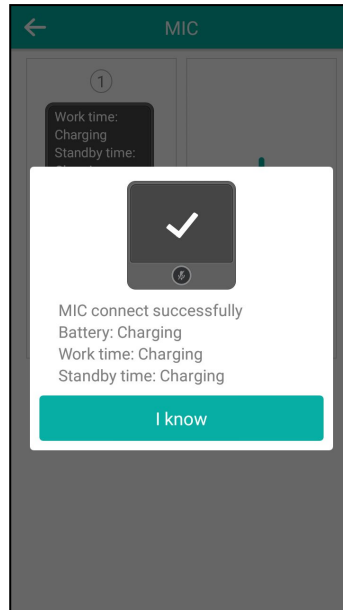 MIC
1
Work time:
Charging
Standby time:
MIC connect successfully
Battery: Charging
Work time: Charging
Standby time: Charging
I know